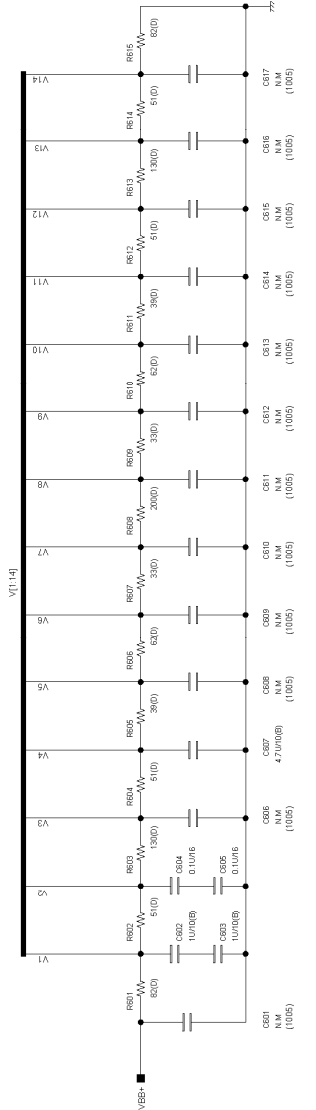 V[1:14]
V1
V2
V3
V4
V5
V6
V7
V8
V9
V10
V11
V12
V13
V14
VBB+
R601
82(D)
R602
51(D)
R603
130(D)
R604
51(D)
R605
39(D)
R606
62(D)
R607
33(D)
R608
200(D)
R609
33(D)
R610
62(D)
R611
39(D)
R612
51(D)
R613
130(D)
R614
51(D)
R615
82(D)
C602
1U/10(B)
C603
1U/10(B)
C604
0.1U/16
C605
0.1U/16
C601
N.M
(1005)
C606
N.M
(1005)
C607
4.7U/10(B)
C608
N.M
(1005)
C609
N.M
(1005)
C610
N.M
(1005)
C611
N.M
(1005)
C612
N.M
(1005)
C613
N.M
(1005)
C614
N.M
(1005)
C615
N.M
(1005)
C616
N.M
(1005)
C617
N.M
(1005)